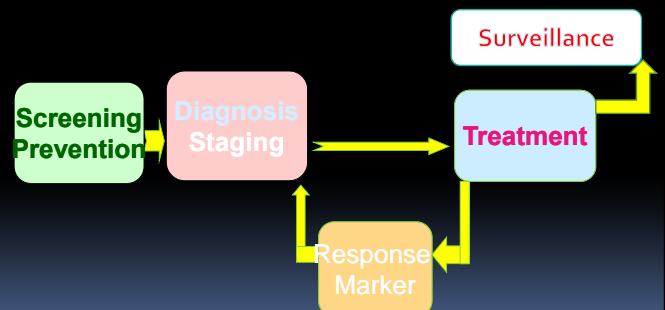 Surveillance
Screening
Prevention
Diagnosis
Staging
Treatment
Response
Marker